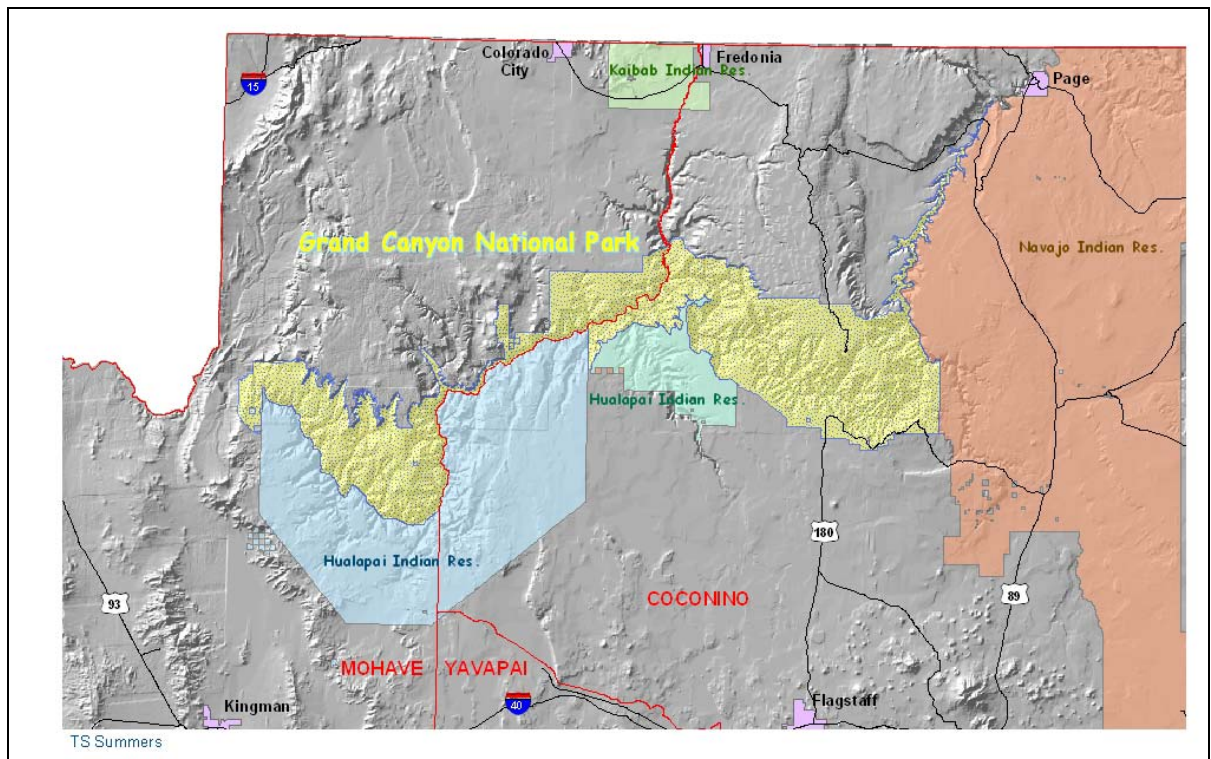 Colorado
City
Fredonia
Kaibab Indian Res.
15
Page
Grand Canyon National Park
Navajo Indian Res.
Hualapai Indian Res.
180
Hualapai Indian Res.
93
COCONINO
89
MOHAVE
YAVAPAI
40
Kingman
Flagstaff
TS Summers